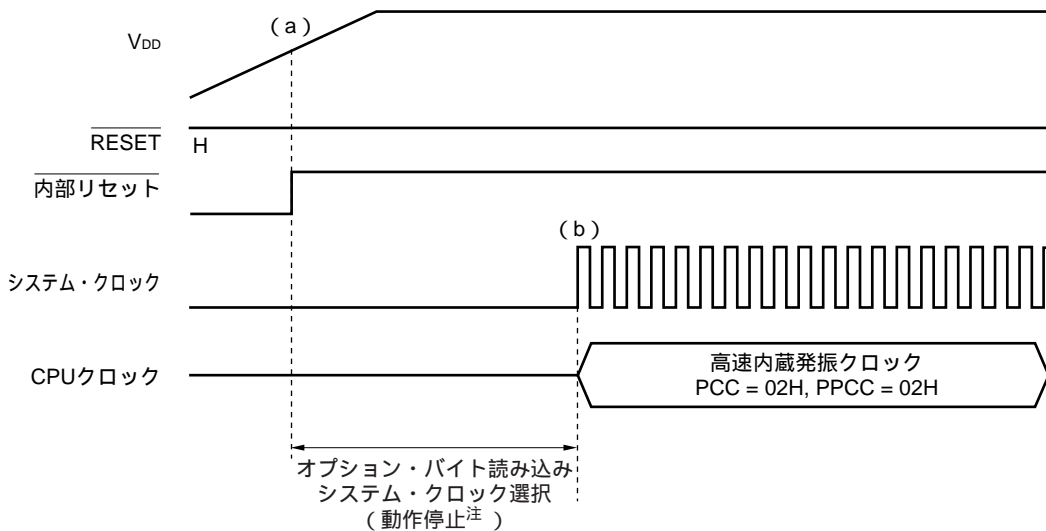 (a)
VDD
RESET
H
内部リセット
(b)
システム・クロック
CPUクロック
高速内蔵発振クロック
PCC = 02H, PPCC = 02H
オプション・バイト読み込み
システム・クロック選択
(動作停止注)